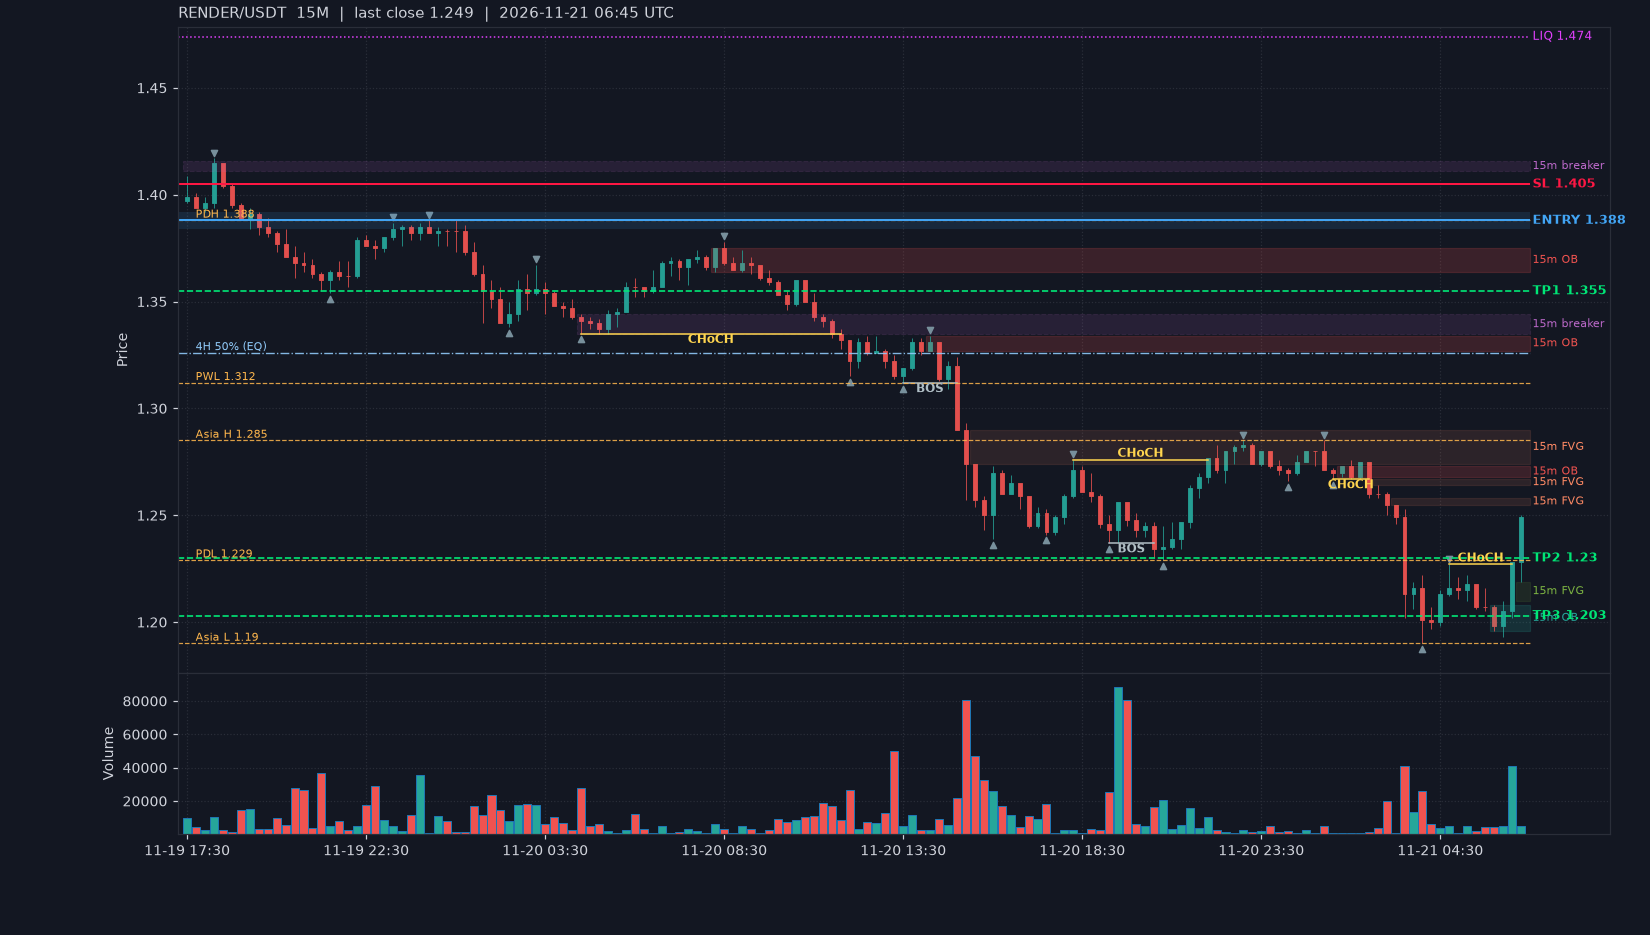 RENDER/USDT 15M | last close 1.249 | 2026-11-21 06:45 UTC
LIQ 1.474
1.45
15m breaker
SL 1.405
1.40
PDH 1.388
ENTRY 1.388
15m OB
TP1 1.355
1.35
15m breaker
CHoCH
15m OB
4H 50% (EQ)
Price
PWL 1.312
BOS
1.30
Asia H 1.285
15m FVG
CHoCH
15m OB
15m FVG
CHoCH
15m FVG
1.25
BOS
PDL 1.229
CHoCH
TP2 1.23
15m FVG
TP3 1.203
15m OB
1.20
Asia L 1.19
80000
60000
Volume
40000
20000
11-19 17:30 11-19 22:30 11-20 03:30 11-20 08:30 11-20 13:30 11-20 18:30 11-20 23:30 11-21 04:30